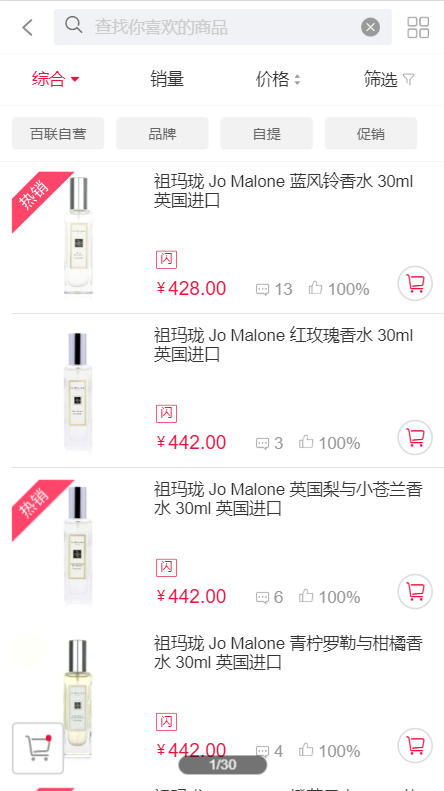 查找你喜欢的商品
综合
销量
价格
筛选
百联自营
品牌
自提
促销
热销
祖玛珑 Jo Malone 蓝风铃香水 30ml
英国进口
闪
¥428.00
13
100%
祖玛珑 Jo Malone 红玫瑰香水 30ml
英国进口
闪
¥442.00
3
100%
热销
祖玛珑 Jo Malone 英国梨与小苍兰香
水 30ml 英国进口
闪
¥442.00
6
100%
祖玛珑 Jo Malone 青柠罗勒与柑橘香
水 30ml 英国进口
闪
¥442.00
4
100%
1/30